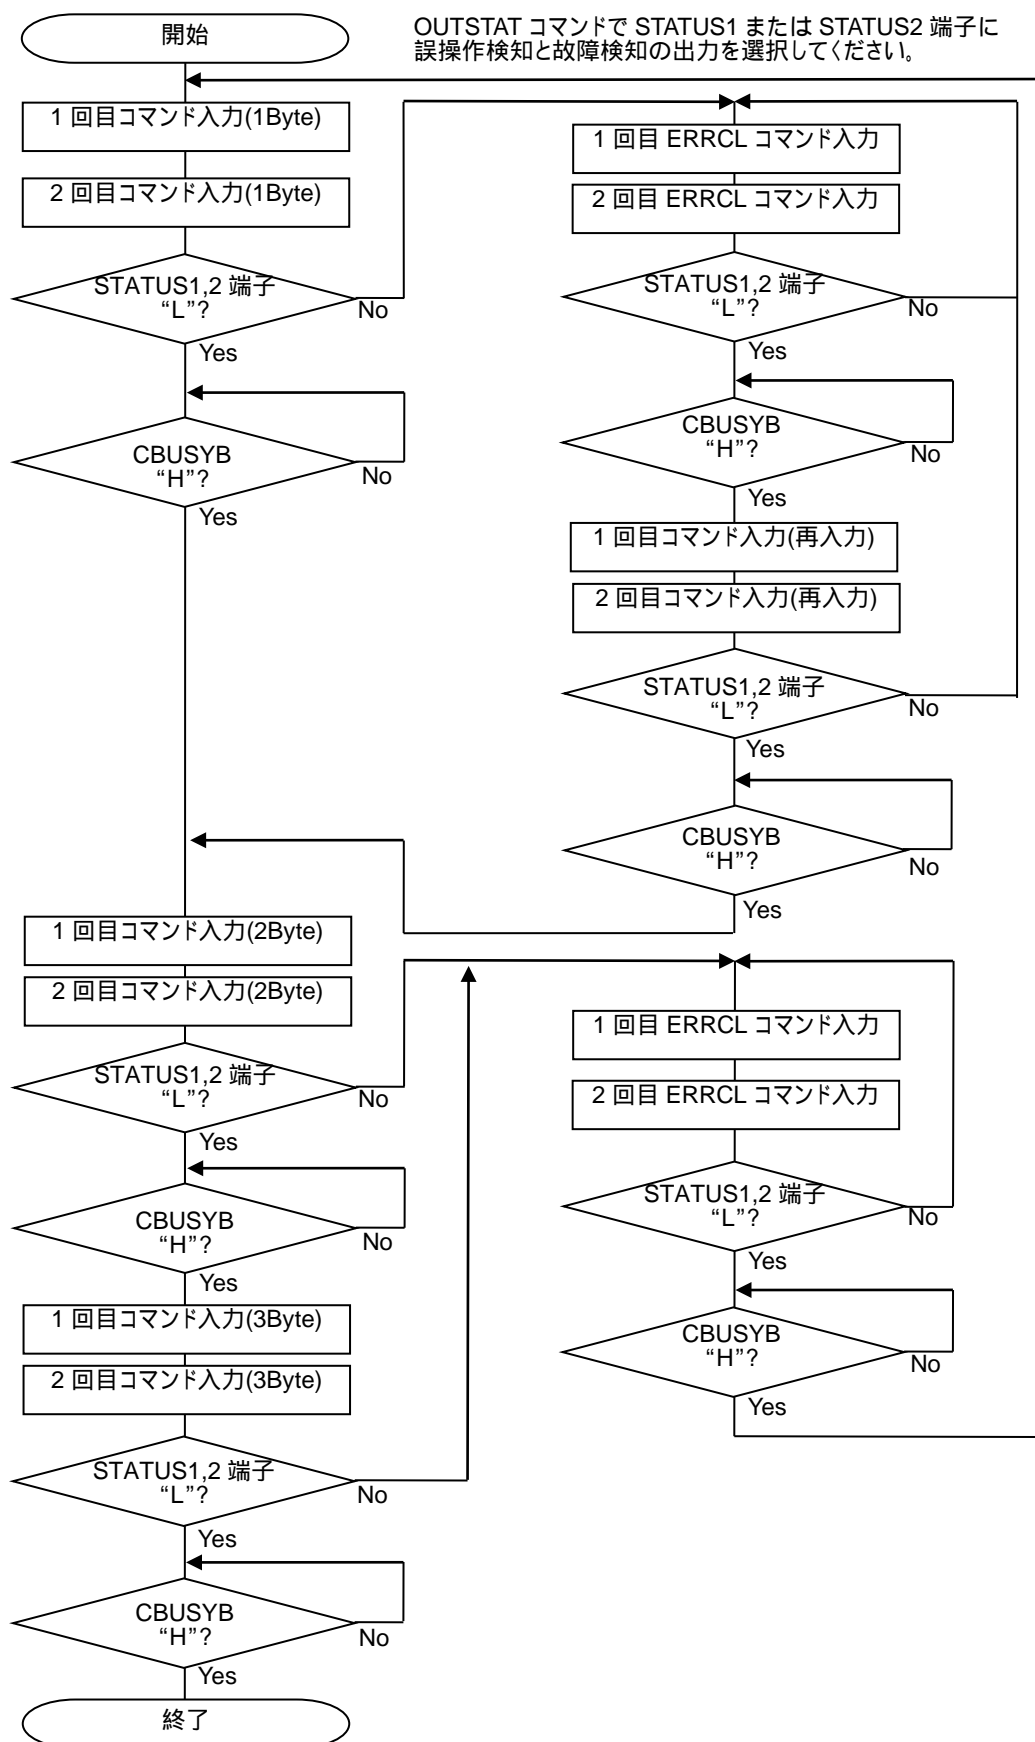 開始
OUTSTAT コマンドで STATUS1 または STATUS2 端子に
誤操作検知と故障検知の出力を選択してください。
1 回目コマンド入力(1Byte)
2 回目コマンド入力(1Byte)
STATUS1,2 端子
“L”?
No
Yes
CBUSYB
“H”?
No
Yes
1 回目 ERRCL コマンド入力
2 回目 ERRCL コマンド入力
STATUS1,2 端子
“L”?
No
Yes
CBUSYB
“H”?
No
Yes
1 回目コマンド入力(再入力)
2 回目コマンド入力(再入力)
STATUS1,2 端子
“L”?
No
Yes
CBUSYB
“H”?
No
Yes
1 回目コマンド入力(2Byte)
2 回目コマンド入力(2Byte)
STATUS1,2 端子
“L”?
No
Yes
CBUSYB
“H”?
No
Yes
1 回目コマンド入力(3Byte)
2 回目コマンド入力(3Byte)
STATUS1,2 端子
“L”?
No
Yes
CBUSYB
“H”?
No
Yes
終了
1 回目 ERRCL コマンド入力
2 回目 ERRCL コマンド入力
STATUS1,2 端子
“L”?
No
Yes
CBUSYB
“H”?
No
Yes